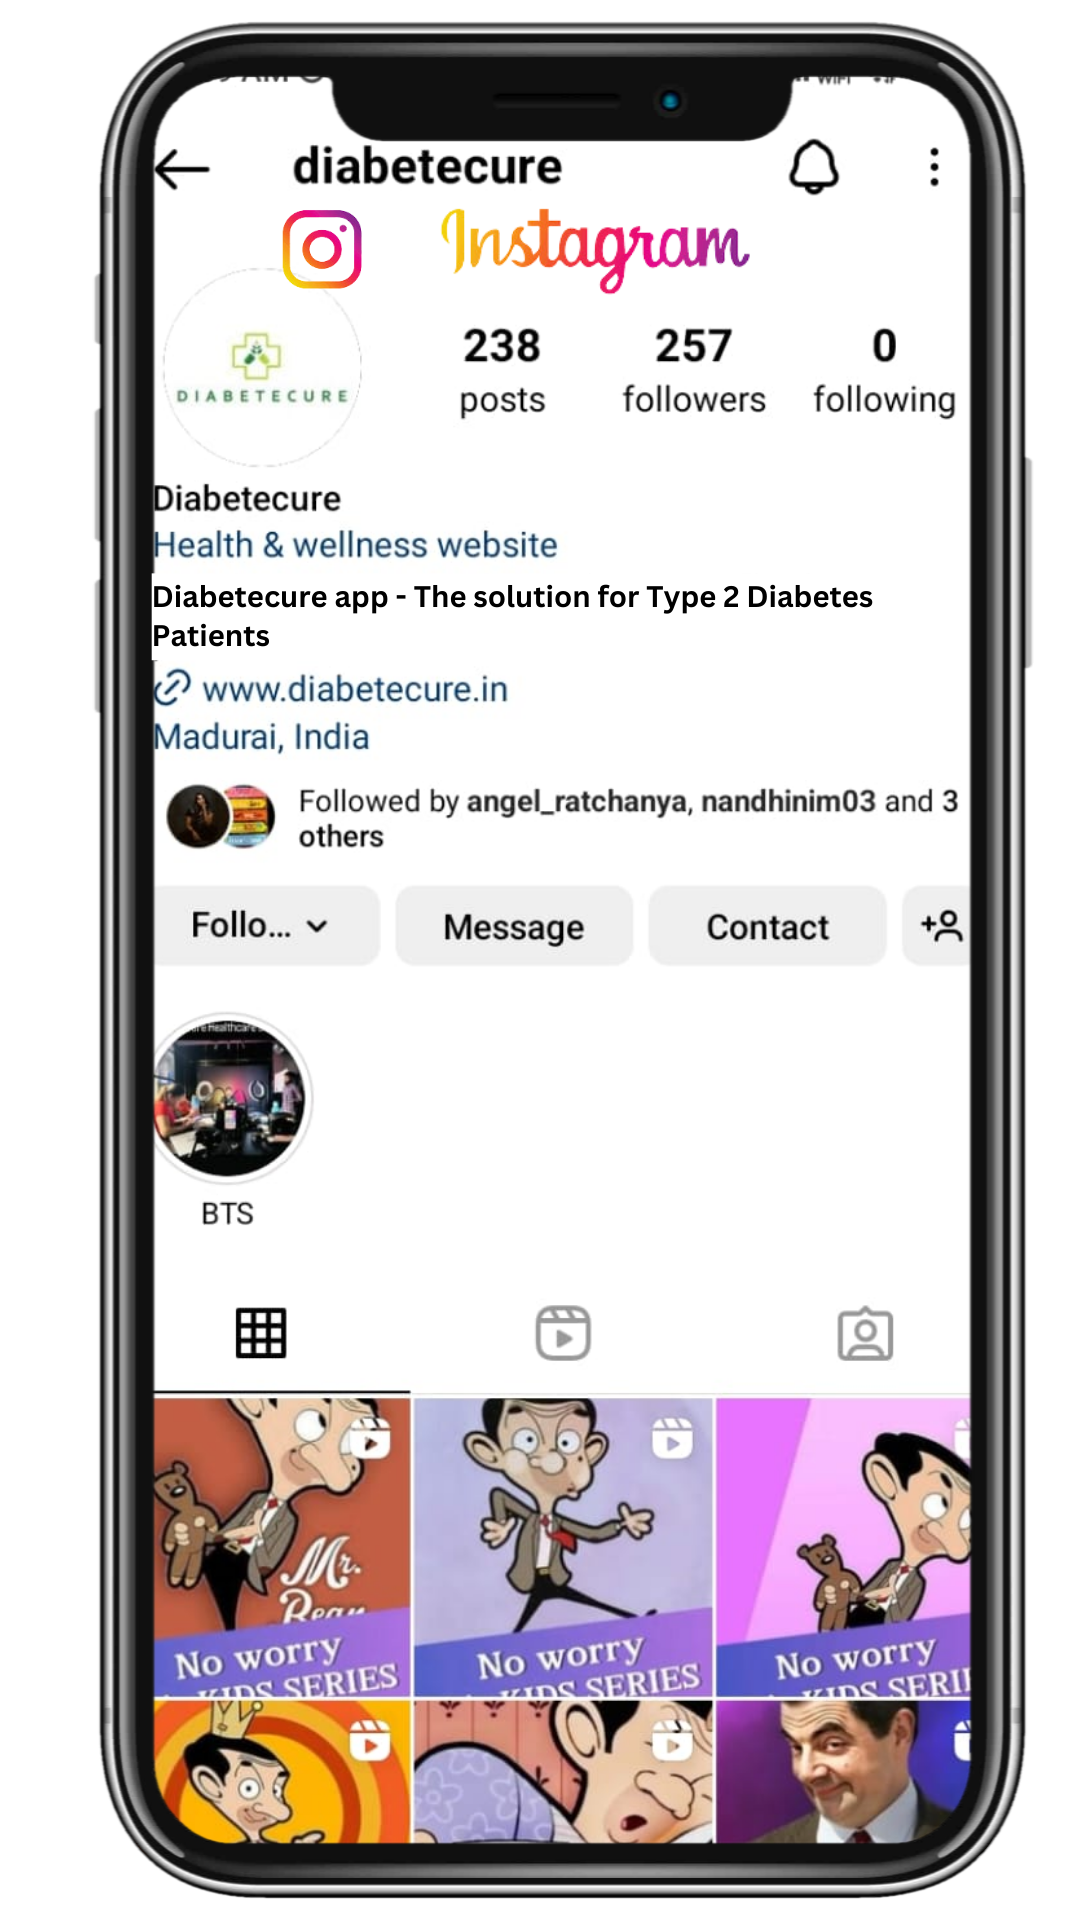 diabetecure
Instagram
DIABETECURE
238 257 0
posts followers following
Diabetecure
Health & wellness website
Diabetecure app - The solution for Type 2 Diabetes
Patients
www.diabetecure.in
Madurai, India
Followed by angel_ratchanya, nandhinim03 and 3
others
Follo... Message Contact
Healthcare
BTS
Mr.
Bean
No worry
KIDS SERIES
No worry
KIDS SERIES
No worry
KIDS SERI